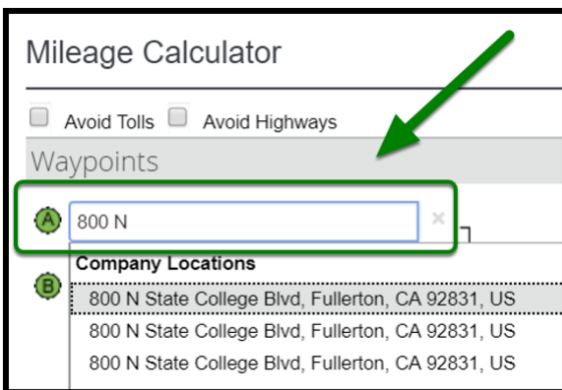 Mileage Calculator
Avoid Tolls Avoid Highways
Waypoints
A 800 N ×
Company Locations
B
800 N State College Blvd, Fullerton, CA 92831, US
800 N State College Blvd, Fullerton, CA 92831, US
800 N State College Blvd, Fullerton, CA 92831, US